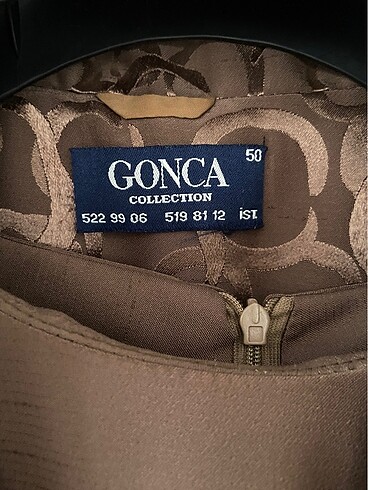 50
GONCA
COLLECTION
522 99 06 519 81 12 İST.